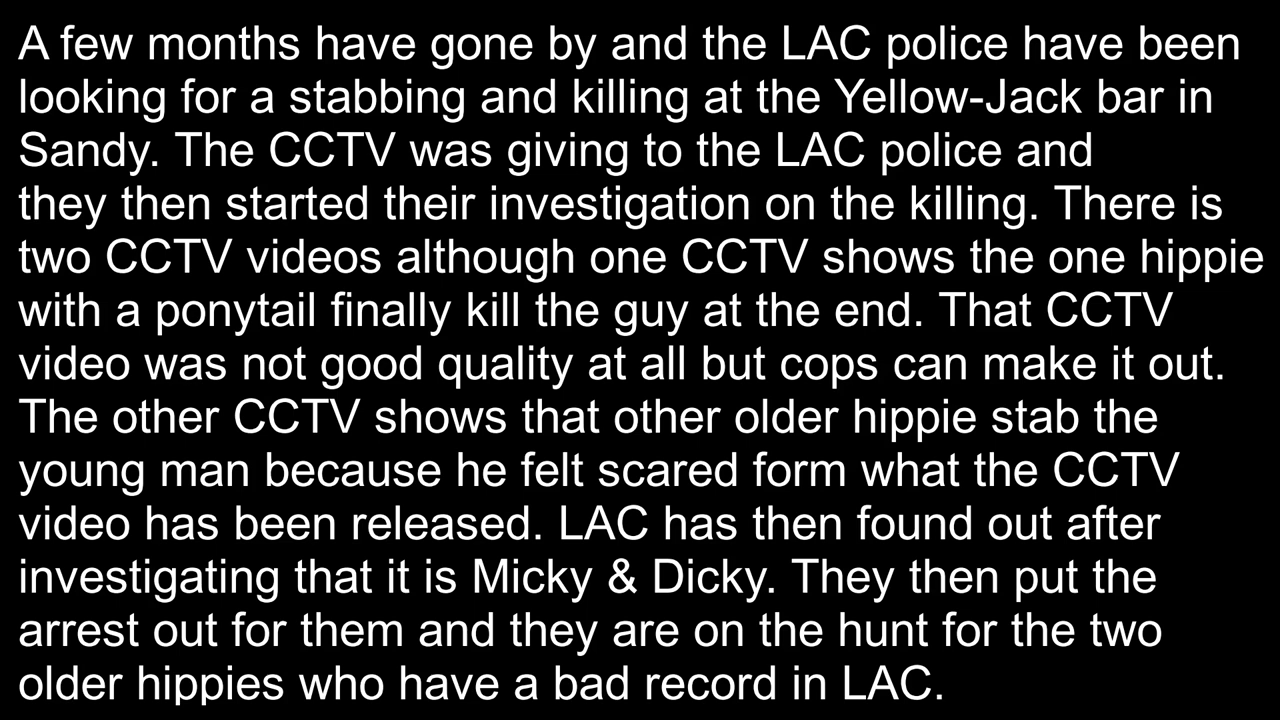 A few months have gone by and the LAC police have been
looking for a stabbing and killing at the Yellow-Jack bar in
Sandy. The CCTV was giving to the LAC police and
they then started their investigation on the killing. There is
two CCTV videos although one CCTV shows the one hippie
with a ponytail finally kill the guy at the end. That CCTV
video was not good quality at all but cops can make it out.
The other CCTV shows that other older hippie stab the
young man because he felt scared form what the CCTV
video has been released. LAC has then found out after
investigating that it is Micky & Dicky. They then put the
arrest out for them and they are on the hunt for the two
older hippies who have a bad record in LAC.